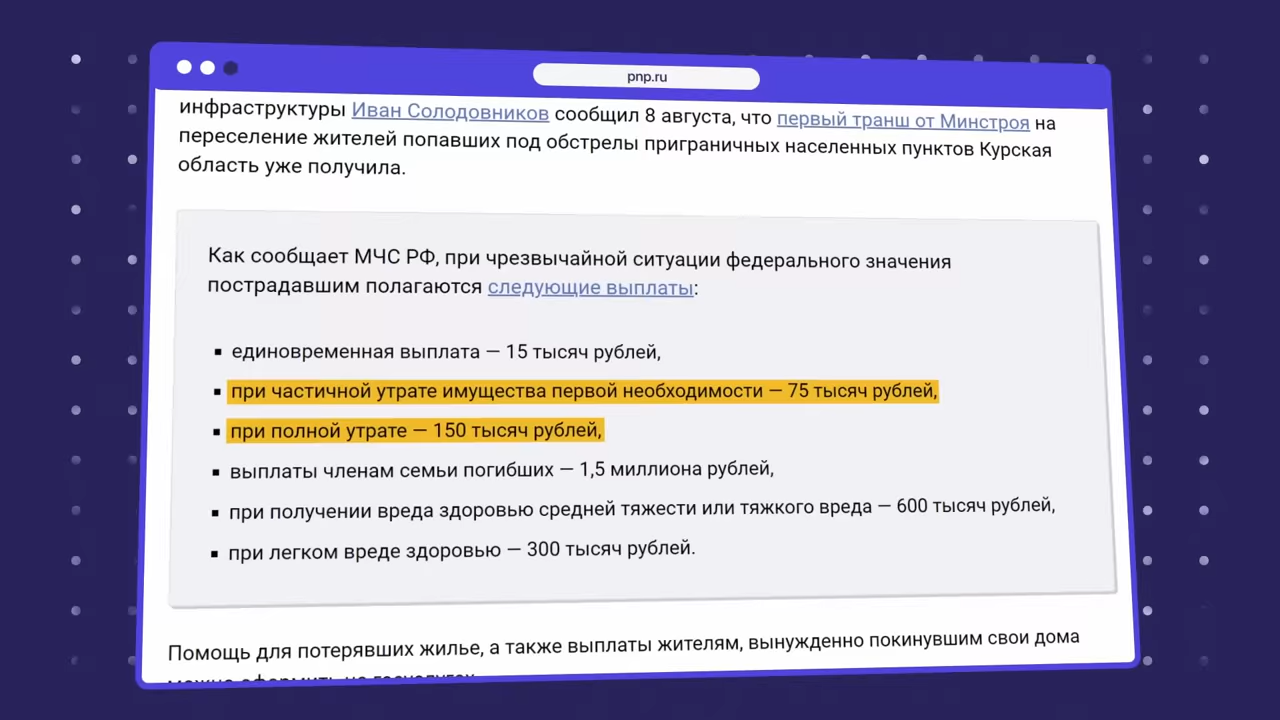 pnp.ru
инфраструктуры Иван Солодовников сообщил 8 августа, что первый транш от Минстроя на
переселение жителей попавших под обстрелы приграничных населенных пунктов Курская
область уже получила.
Как сообщает МЧС РФ, при чрезвычайной ситуации федерального значения
пострадавшим полагаются следующие выплаты:
▪ единовременная выплата — 15 тысяч рублей,
▪ при частичной утрате имущества первой необходимости — 75 тысяч рублей,
▪ при полной утрате — 150 тысяч рублей,
▪ выплаты членам семьи погибших — 1,5 миллиона рублей,
▪ при получении вреда здоровью средней тяжести или тяжкого вреда — 600 тысяч рублей,
▪ при легком вреде здоровью — 300 тысяч рублей.
Помощь для потерявших жилье, а также выплаты жителям, вынужденно покинувшим свои дома